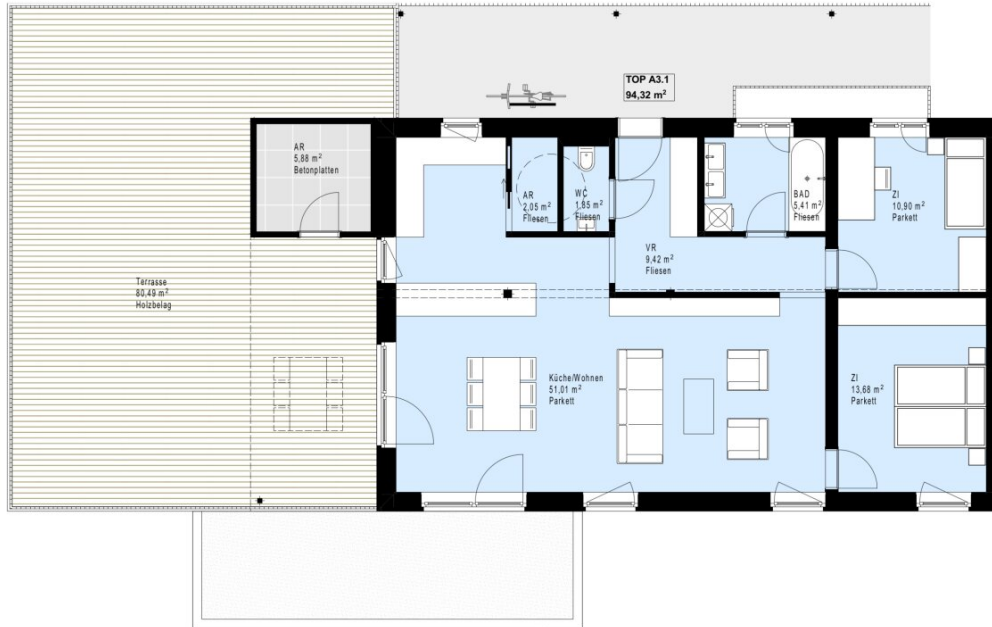 TOP A3.1
94,32 m²
AR
5,88 m²
Betonplatten
AR
2,05 m²
Fliesen
WC
1,85 m²
Fliesen
BAD
5,41 m²
Fliesen
ZI
10,90 m²
Parkett
VR
9,42 m²
Fliesen
Terrasse
80,49 m²
Holzbelag
Küche/Wohnen
51,01 m²
Parkett
ZI
13,68 m²
Parkett